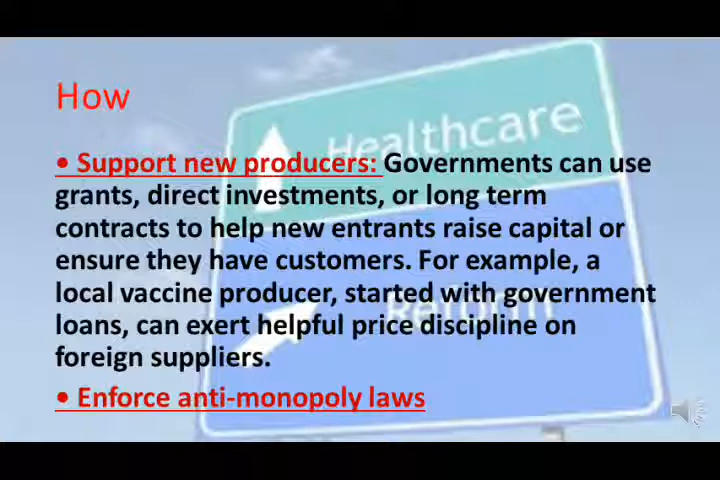 How
• Support new producers: Governments can use
grants, direct investments, or long term
contracts to help new entrants raise capital or
ensure they have customers. For example, a
local vaccine producer, started with government
loans, can exert helpful price discipline on
foreign suppliers.
• Enforce anti-monopoly laws
Healthcare
Reform